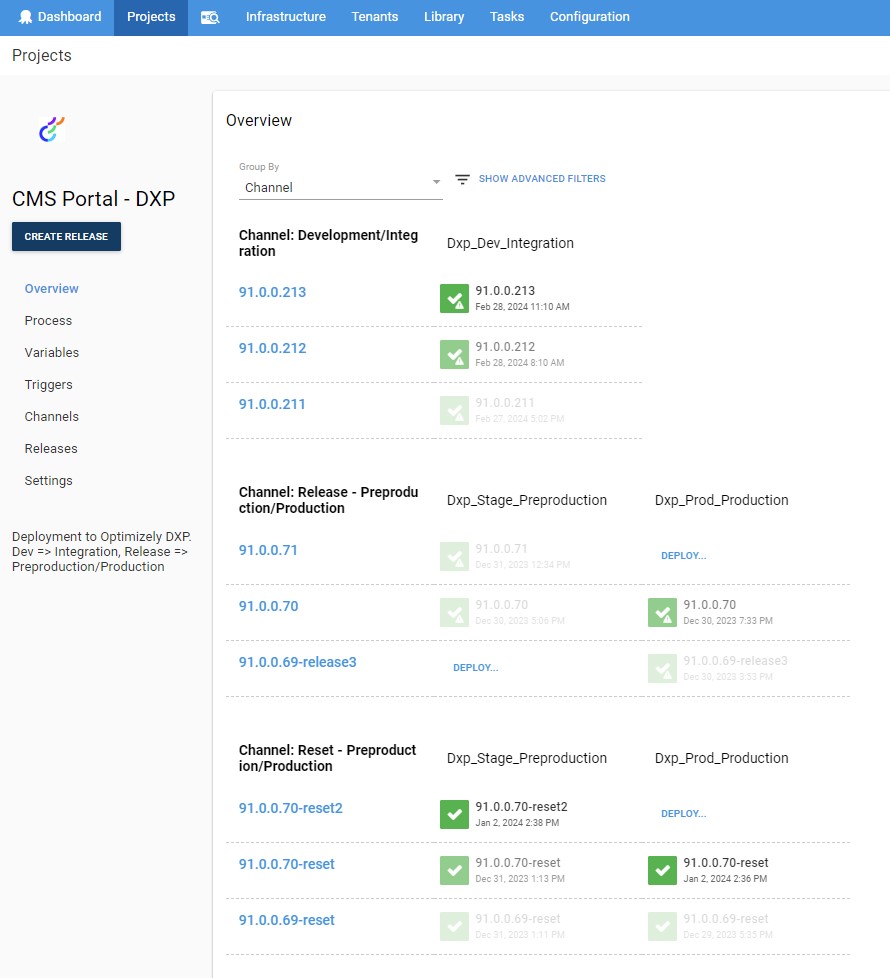 Dashboard Projects Infrastructure Tenants Library Tasks Configuration
Projects
CMS Portal - DXP
CREATE RELEASE
Overview
Process
Variables
Triggers
Channels
Releases
Settings
Deployment to Optimizely DXP.
Dev => Integration, Release =>
Preproduction/Production
Overview
Group By
Channel
SHOW ADVANCED FILTERS
Channel: Development/Integ
ration
Dxp_Dev_Integration
91.0.0.213
91.0.0.213
Feb 28, 2024 11:10 AM
91.0.0.212
91.0.0.212
Feb 28, 2024 8:10 AM
91.0.0.211
91.0.0.211
Feb 27, 2024 5:02 PM
Channel: Release - Preprodu
ction/Production
Dxp_Stage_Preproduction
Dxp_Prod_Production
91.0.0.71
91.0.0.71
Dec 31, 2023 12:34 PM
DEPLOY...
91.0.0.70
91.0.0.70
Dec 30, 2023 5:06 PM
91.0.0.70
Dec 30, 2023 7:33 PM
91.0.0.69-release3
DEPLOY...
91.0.0.69-release3
Dec 30, 2023 3:53 PM
Channel: Reset - Preproduct
ion/Production
Dxp_Stage_Preproduction
Dxp_Prod_Production
91.0.0.70-reset2
91.0.0.70-reset2
Jan 2, 2024 2:38 PM
DEPLOY...
91.0.0.70-reset
91.0.0.70-reset
Dec 31, 2023 1:13 PM
91.0.0.70-reset
Jan 2, 2024 2:36 PM
91.0.0.69-reset
91.0.0.69-reset
Dec 31, 2023 1:11 PM
91.0.0.69-reset
Dec 29, 2023 5:35 PM